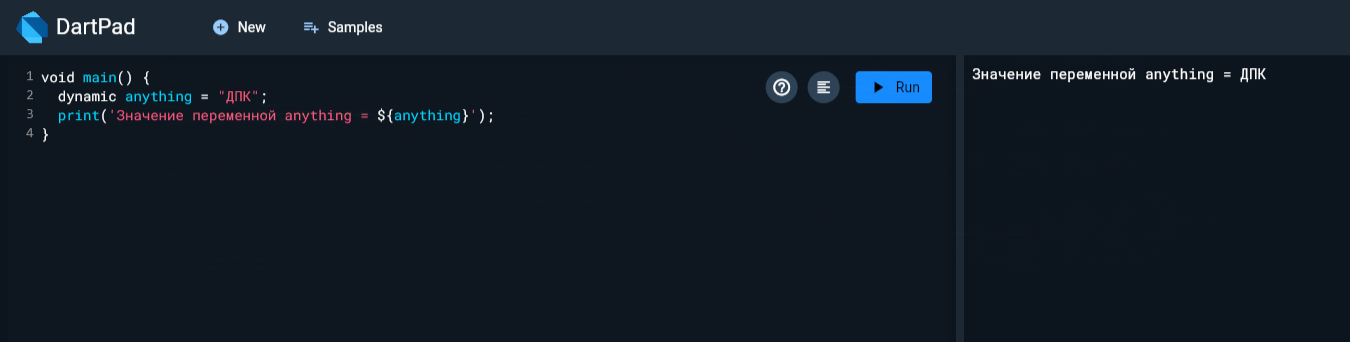 DartPad
New
Samples
1 void main() {
2 dynamic anything = "ДПК";
3 print('Значение переменной anything = ${anything}');
4 }
Run
Значение переменной anything = ДПК